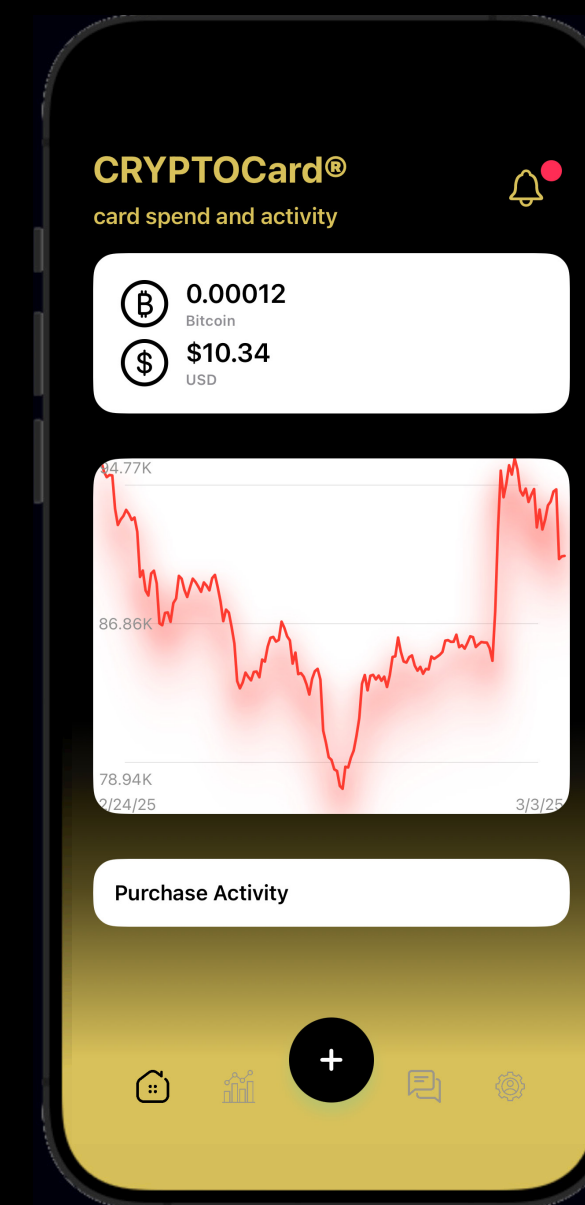 CRYPTOCard®
card spend and activity
0.00012
Bitcoin
$10.34
USD
94.77K
86.86K
78.94K
2/24/25 3/3/25
Purchase Activity